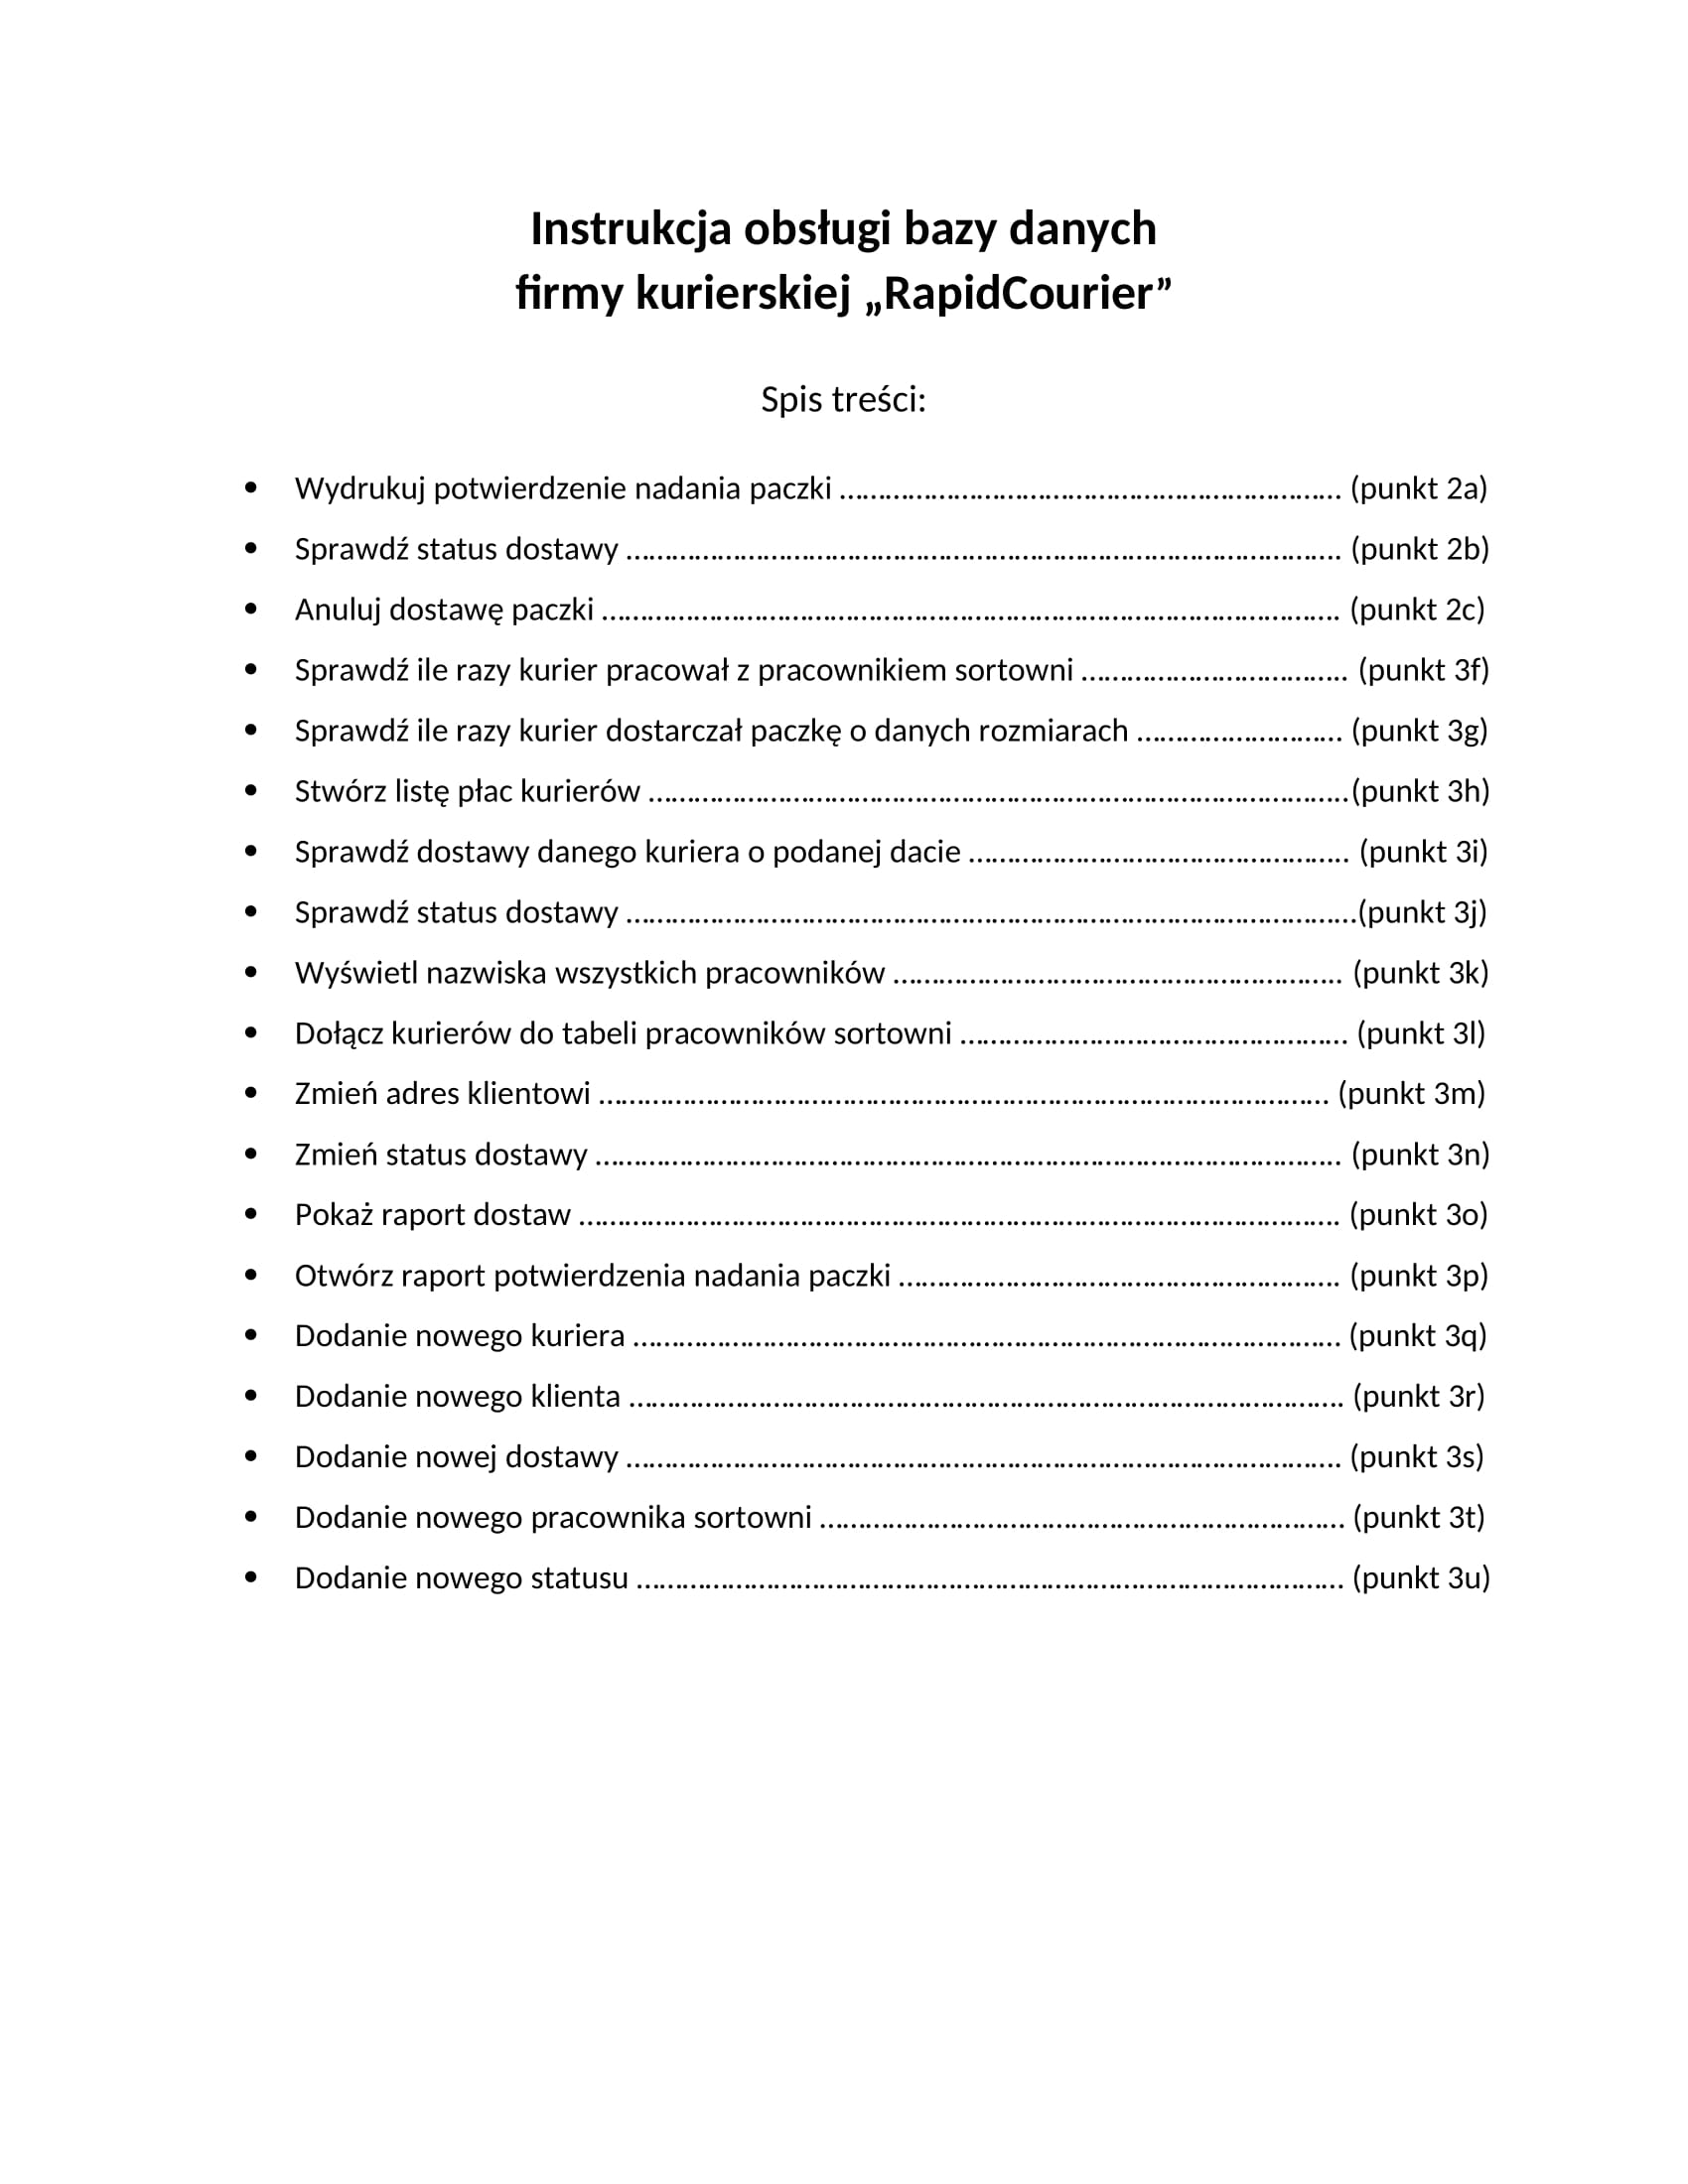 Instrukcja obsługi bazy danych
firmy kurierskiej „RapidCourier”
Spis treści:
• Wydrukuj potwierdzenie nadania paczki ………………………………………………………… (punkt 2a)
• Sprawdź status dostawy …………………………………………………………………………………. (punkt 2b)
• Anuluj dostawę paczki ……………………………………………………………………………………. (punkt 2c)
• Sprawdź ile razy kurier pracował z pracownikiem sortowni …………………………….. (punkt 3f)
• Sprawdź ile razy kurier dostarczał paczkę o danych rozmiarach ……………………… (punkt 3g)
• Stwórz listę płac kurierów ………………………………………………………………………………..(punkt 3h)
• Sprawdź dostawy danego kuriera o podanej dacie ………………………………………….. (punkt 3i)
• Sprawdź status dostawy ……………………………………………………………………………………(punkt 3j)
• Wyświetl nazwiska wszystkich pracowników ………………………………………………….. (punkt 3k)
• Dołącz kurierów do tabeli pracowników sortowni …………………………………………… (punkt 3l)
• Zmień adres klientowi …………………………………………………………………………………… (punkt 3m)
• Zmień status dostawy …………………………………………………………………………………….. (punkt 3n)
• Pokaż raport dostaw ………………………………………………………………………………………. (punkt 3o)
• Otwórz raport potwierdzenia nadania paczki …………………………………………………. (punkt 3p)
• Dodanie nowego kuriera ………………………………………………………………………………… (punkt 3q)
• Dodanie nowego klienta …………………………………………………………………………………. (punkt 3r)
• Dodanie nowej dostawy …………………………………………………………………………………. (punkt 3s)
• Dodanie nowego pracownika sortowni …………………………………………………………… (punkt 3t)
• Dodanie nowego statusu ………………………………………………………………………………… (punkt 3u)